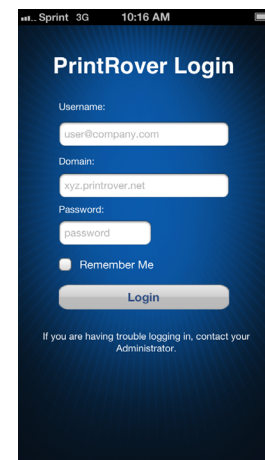 Sprint 3G 10:16 AM
PrintRover Login
Username:
user@company.com
Domain:
xyz.printrover.net
Password:
password
Remember Me
Login
If you are having trouble logging in, contact your
Administrator.